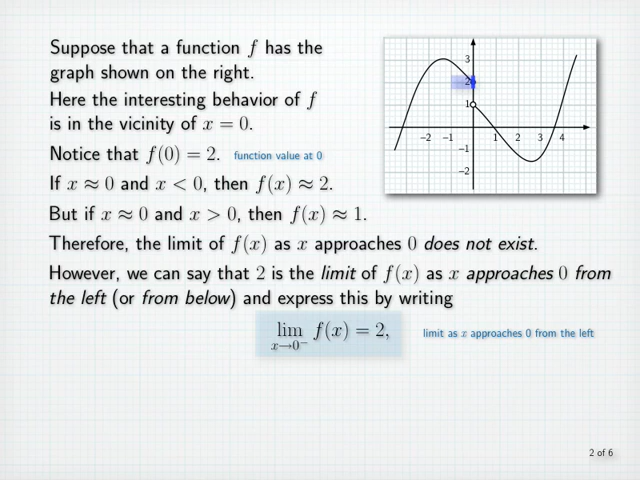 Suppose that a function f has the
graph shown on the right.
Here the interesting behavior of f
is in the vicinity of x = 0.
Notice that f(0) = 2. function value at 0
If x ≈ 0 and x < 0, then f(x) ≈ 2.
But if x ≈ 0 and x > 0, then f(x) ≈ 1.
Therefore, the limit of f(x) as x approaches 0 does not exist.
However, we can say that 2 is the limit of f(x) as x approaches 0 from
the left (or from below) and express this by writing
lim f(x) = 2, limit as x approaches 0 from the left
x→0⁻
3
2
1
−2 −1 1 2 3 4
−1
−2
2 of 6